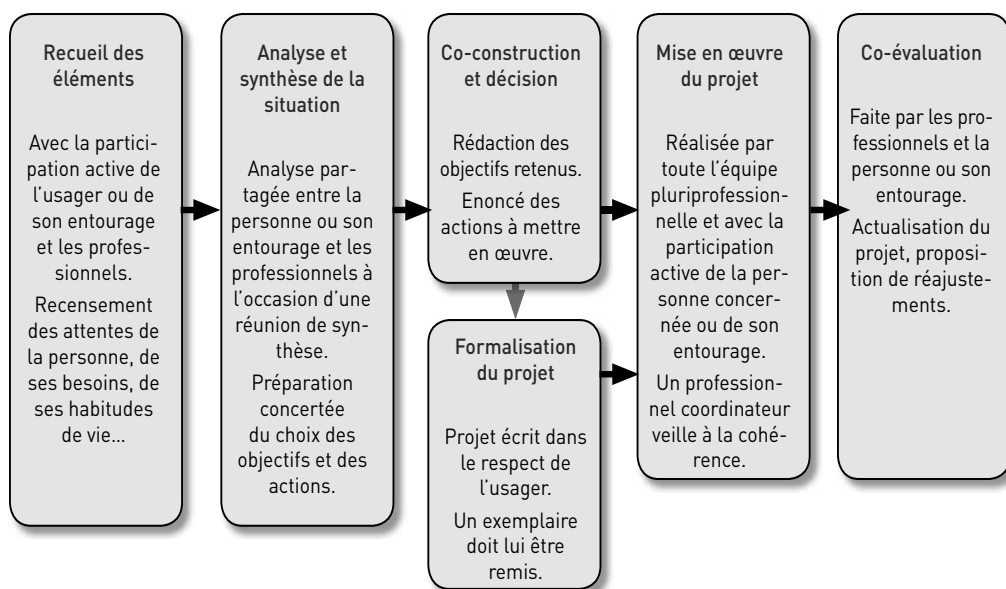 Recueil des
éléments
Avec la partici-
pation active de
l’usager ou de
son entourage
et les profes-
sionnels.
Recensement
des attentes de
la personne, de
ses besoins, de
ses habitudes
de vie...
Analyse et
synthèse de la
situation
Analyse par-
tagée entre la
personne ou son
entourage et les
professionnels à
l’occasion d’une
réunion de syn-
thèse.
Préparation
concertée
du choix des
objectifs et des
actions.
Co-construction
et décision
Rédaction des
objectifs retenus.
Enoncé des
actions à mettre
en œuvre.
Formalisation
du projet
Projet écrit dans
le respect de
l’usager.
Un exemplaire
doit lui être
remis.
Mise en œuvre
du projet
Réalisée par
toute l’équipe
pluriprofession-
nelle et avec la
participation
active de la per-
sonne concer-
née ou de son
entourage.
Un profession-
nel coordinateur
veille à la cohé-
rence.
Co-évaluation
Faite par les pro-
fessionnels et la
personne ou son
entourage.
Actualisation du
projet, proposi-
tion de réajuste-
ments.